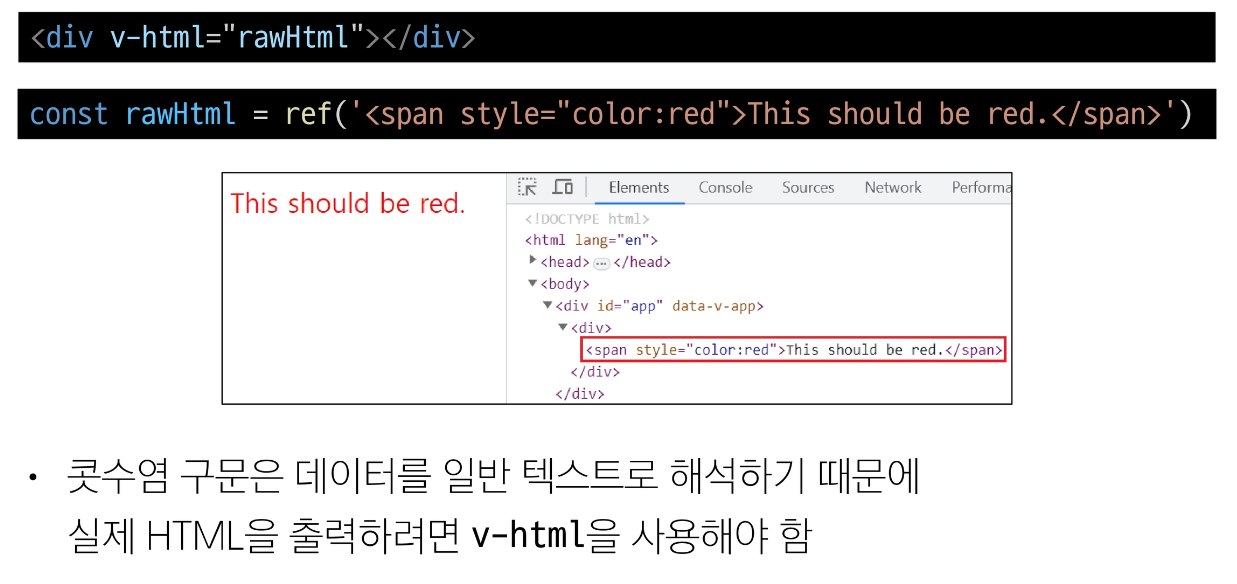 <div v-html="rawHtml"></div>
const rawHtml = ref('<span style="color:red">This should be red.</span>')
This should be red.
Elements Console Sources Network Performa
<!DOCTYPE html>
<html lang="en">
<head> … </head>
<body>
<div id="app" data-v-app>
<div>
<span style="color:red">This should be red.</span>
</div>
</div>
• 콧수염 구문은 데이터를 일반 텍스트로 해석하기 때문에
실제 HTML을 출력하려면 v-html을 사용해야 함